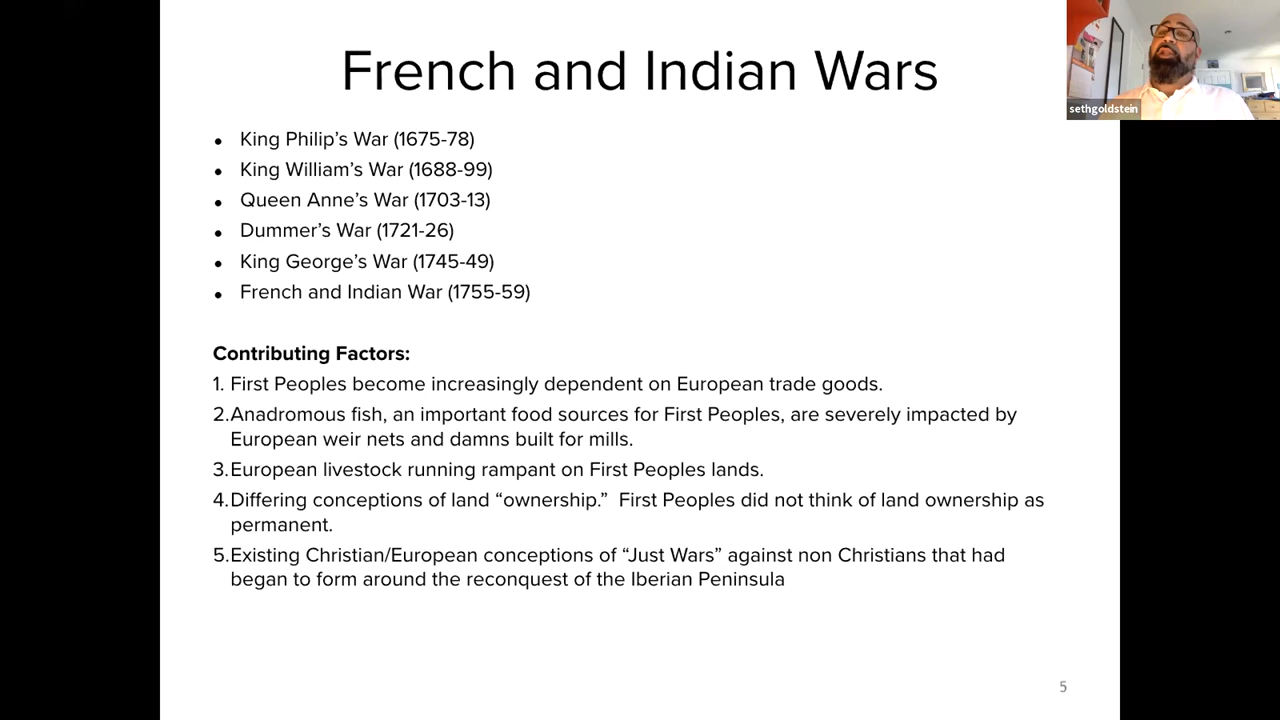 French and Indian Wars
sethgoldstein
• King Philip’s War (1675-78)
• King William’s War (1688-99)
• Queen Anne’s War (1703-13)
• Dummer’s War (1721-26)
• King George’s War (1745-49)
• French and Indian War (1755-59)
Contributing Factors:
1. First Peoples become increasingly dependent on European trade goods.
2.Anadromous fish, an important food sources for First Peoples, are severely impacted by
European weir nets and damns built for mills.
3.European livestock running rampant on First Peoples lands.
4.Differing conceptions of land “ownership.”  First Peoples did not think of land ownership as
permanent.
5.Existing Christian/European conceptions of “Just Wars” against non Christians that had
began to form around the reconquest of the Iberian Peninsula
5